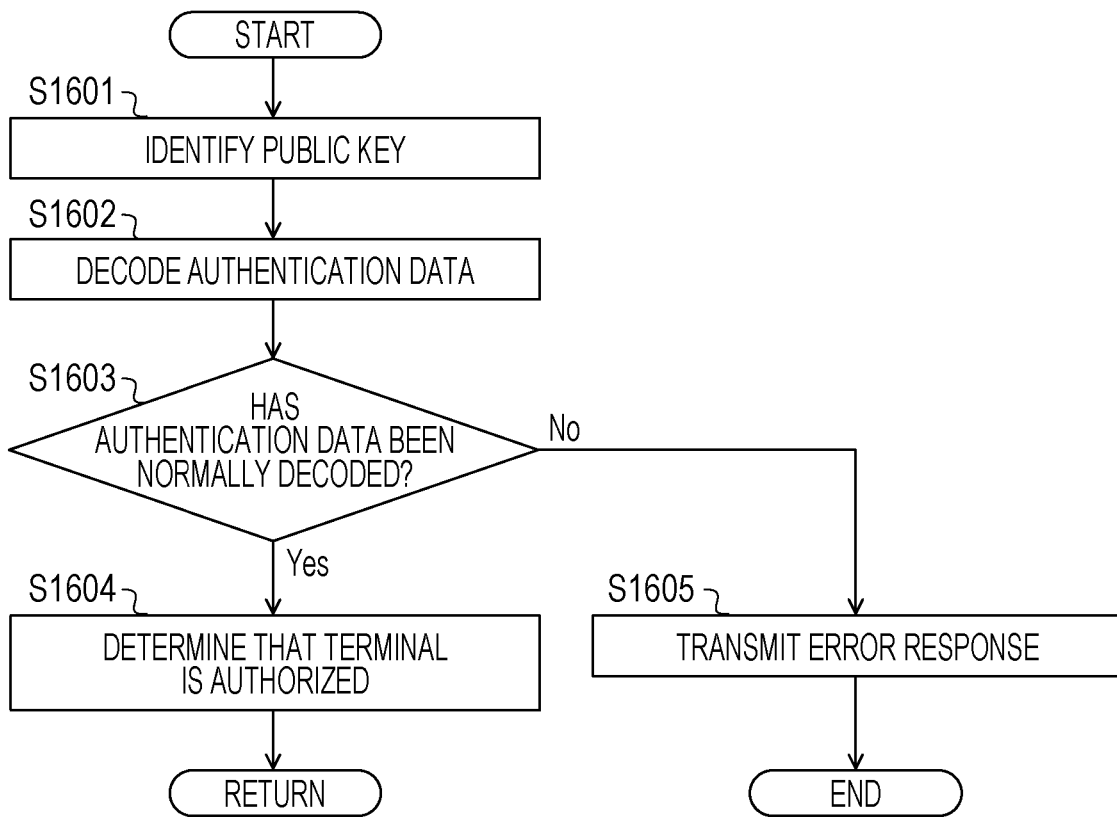 START
S1601
IDENTIFY PUBLIC KEY
S1602
DECODE AUTHENTICATION DATA
S1603
HAS
AUTHENTICATION DATA BEEN
NORMALLY DECODED?
No
Yes
S1604
DETERMINE THAT TERMINAL
IS AUTHORIZED
S1605
TRANSMIT ERROR RESPONSE
RETURN
END